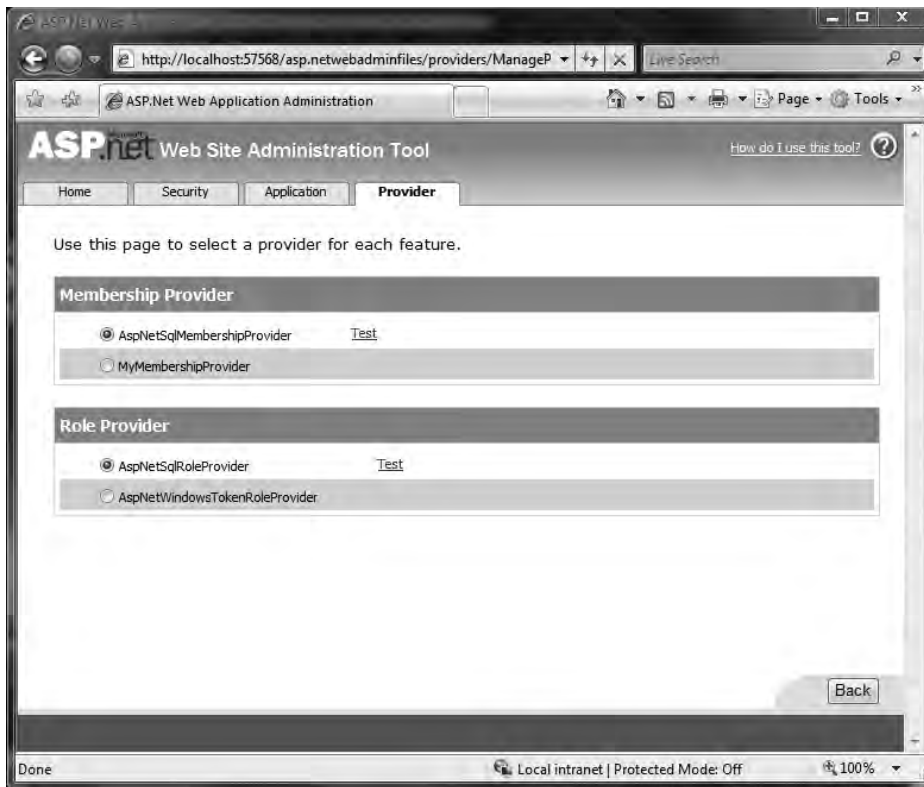 http://localhost:57568/asp.netwebadminfiles/providers/ManageP
Live Search
ASP.Net Web Application Administration
Page
Tools
ASP.net Web Site Administration Tool
How do I use this tool? ?
Home Security Application Provider
Use this page to select a provider for each feature.
Membership Provider
AspNetSqlMembershipProvider Test
MyMembershipProvider
Role Provider
AspNetSqlRoleProvider Test
AspNetWindowsTokenRoleProvider
Back
Done Local intranet | Protected Mode: Off 100%